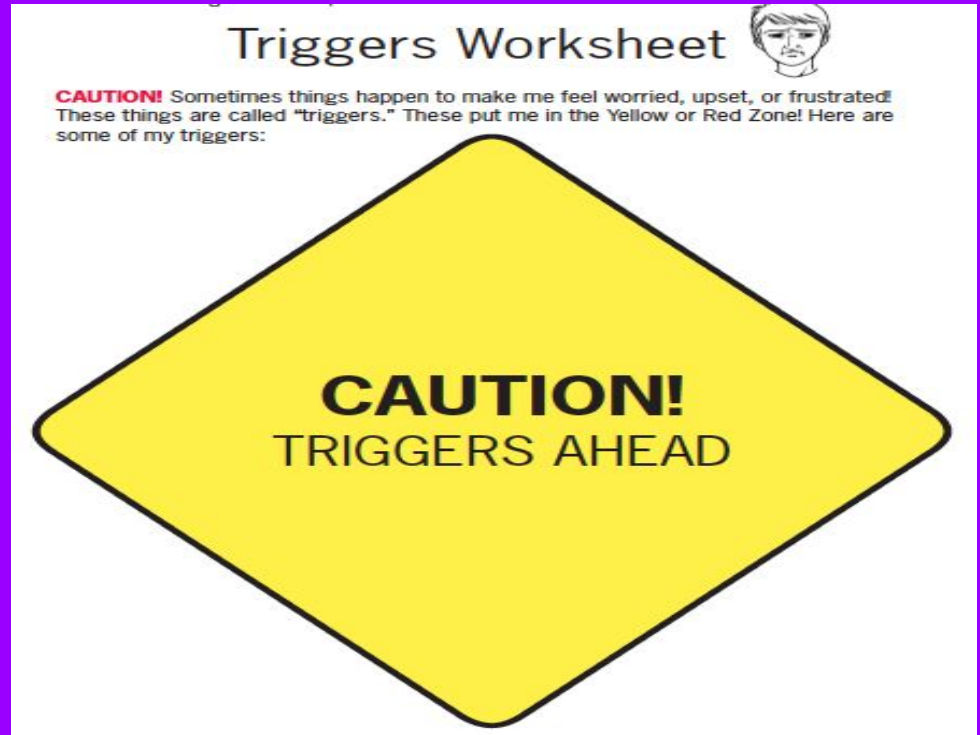 Triggers Worksheet
CAUTION! Sometimes things happen to make me feel worried, upset, or frustrated!
These things are called “triggers.” These put me in the Yellow or Red Zone! Here are
some of my triggers:
CAUTION!
TRIGGERS AHEAD